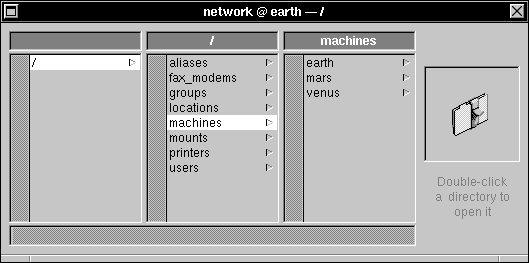 network @ earth — /
/
machines
/
aliases
fax_modems
groups
locations
machines
mounts
printers
users
earth
mars
venus
Double-click
a directory to
open it